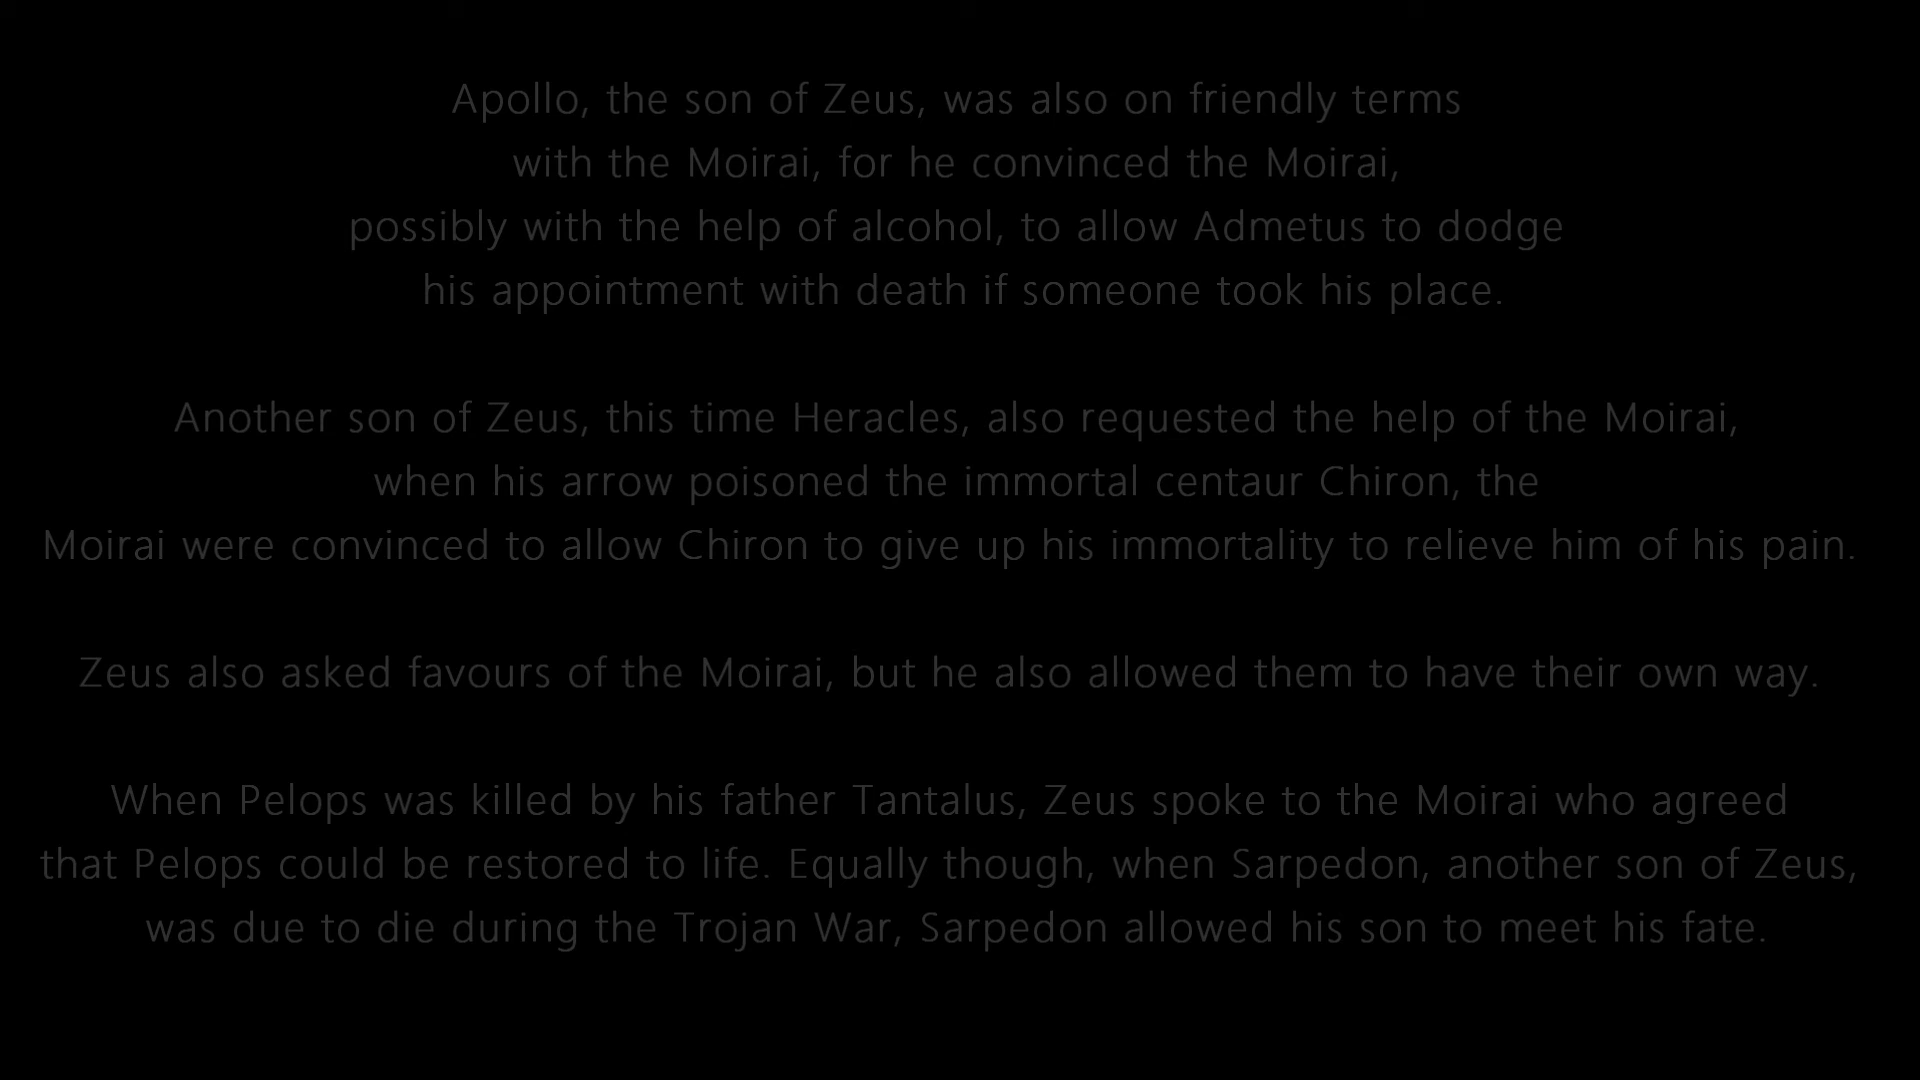 Apollo, the son of Zeus, was also on friendly terms
with the Moirai, for he convinced the Moirai,
possibly with the help of alcohol, to allow Admetus to dodge
his appointment with death if someone took his place.
Another son of Zeus, this time Heracles, also requested the help of the Moirai,
when his arrow poisoned the immortal centaur Chiron, the
Moirai were convinced to allow Chiron to give up his immortality to relieve him of his pain.
Zeus also asked favours of the Moirai, but he also allowed them to have their own way.
When Pelops was killed by his father Tantalus, Zeus spoke to the Moirai who agreed
that Pelops could be restored to life. Equally though, when Sarpedon, another son of Zeus,
was due to die during the Trojan War, Sarpedon allowed his son to meet his fate.